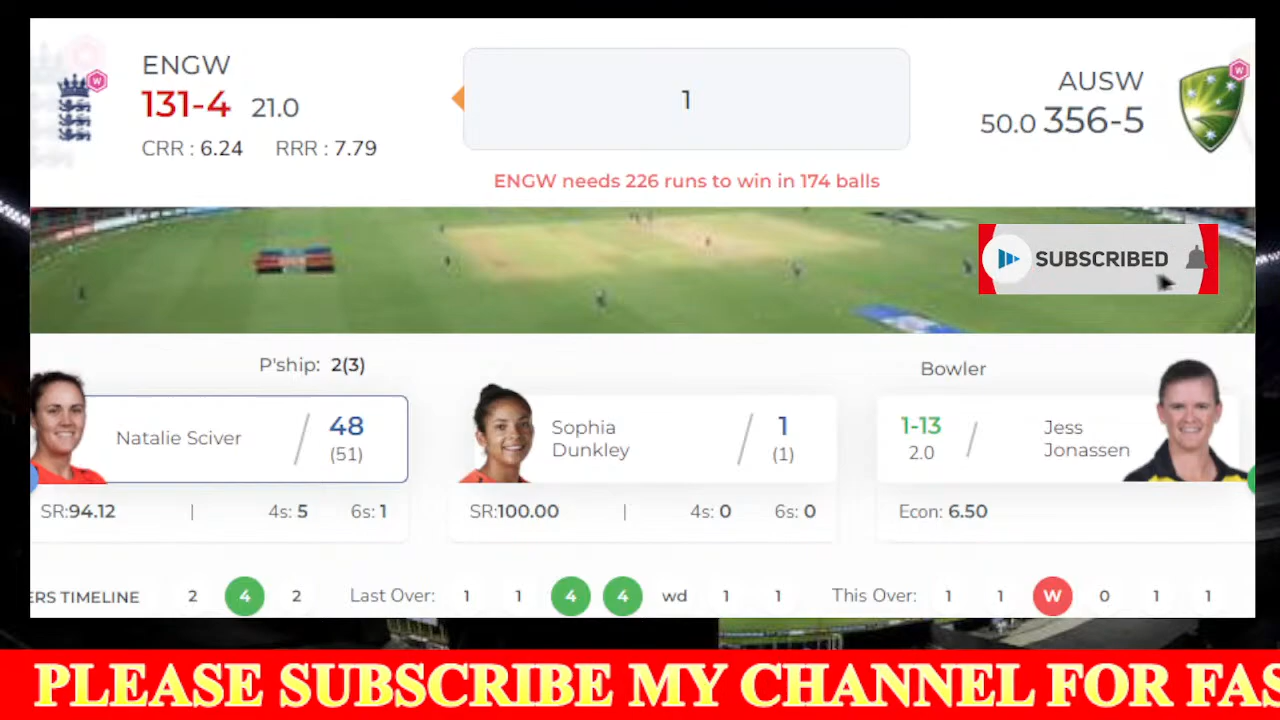 ENGW
131-4 21.0
CRR : 6.24 RRR : 7.79
1
AUSW
50.0 356-5
W
W
ENGW needs 226 runs to win in 174 balls
SUBSCRIBED
P'ship: 2(3)
Bowler
Natalie Sciver 48
(51)
SR:94.12 | 4s: 5 6s: 1
Sophia
Dunkley
1
(1)
SR:100.00 | 4s: 0 6s: 0
1-13
2.0
Jess
Jonassen
Econ: 6.50
ERS TIMELINE 2 4 2 Last Over: 1 1 4 4 wd 1 1 This Over: 1 1 W 0 1 1
PLEASE SUBSCRIBE MY CHANNEL FOR FAS